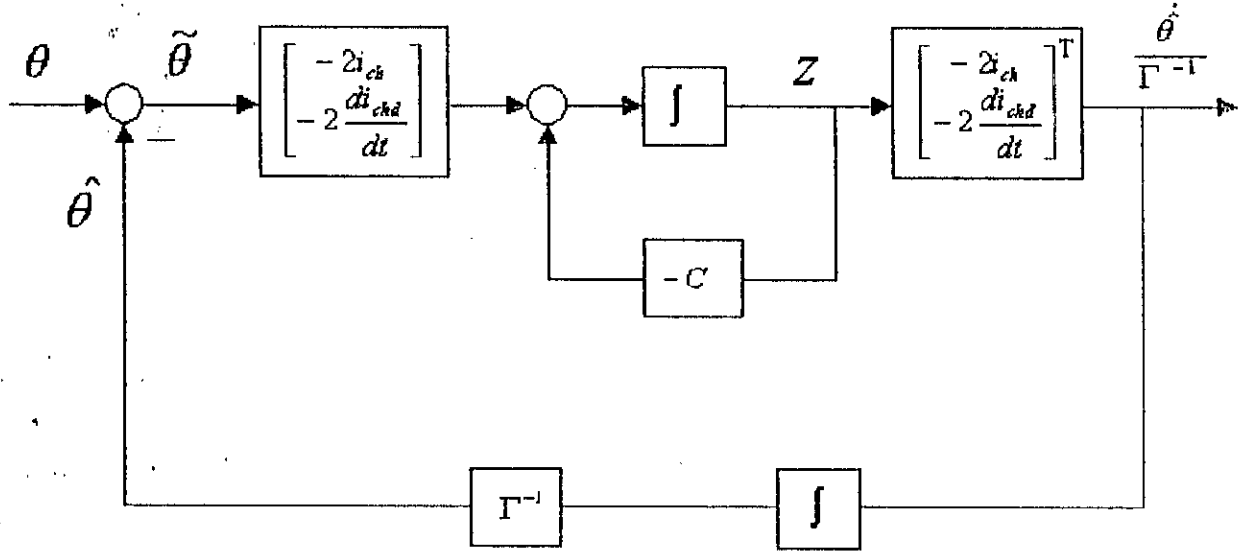 θ
θ̃
−
θ̂
[ −2i_ch
−2 di_chd/dt ]
∫
Z
−C
[ −2i_ch
−2 di_chd/dt ]^T
θ̂̇ / Γ^−1
Γ^−1
∫